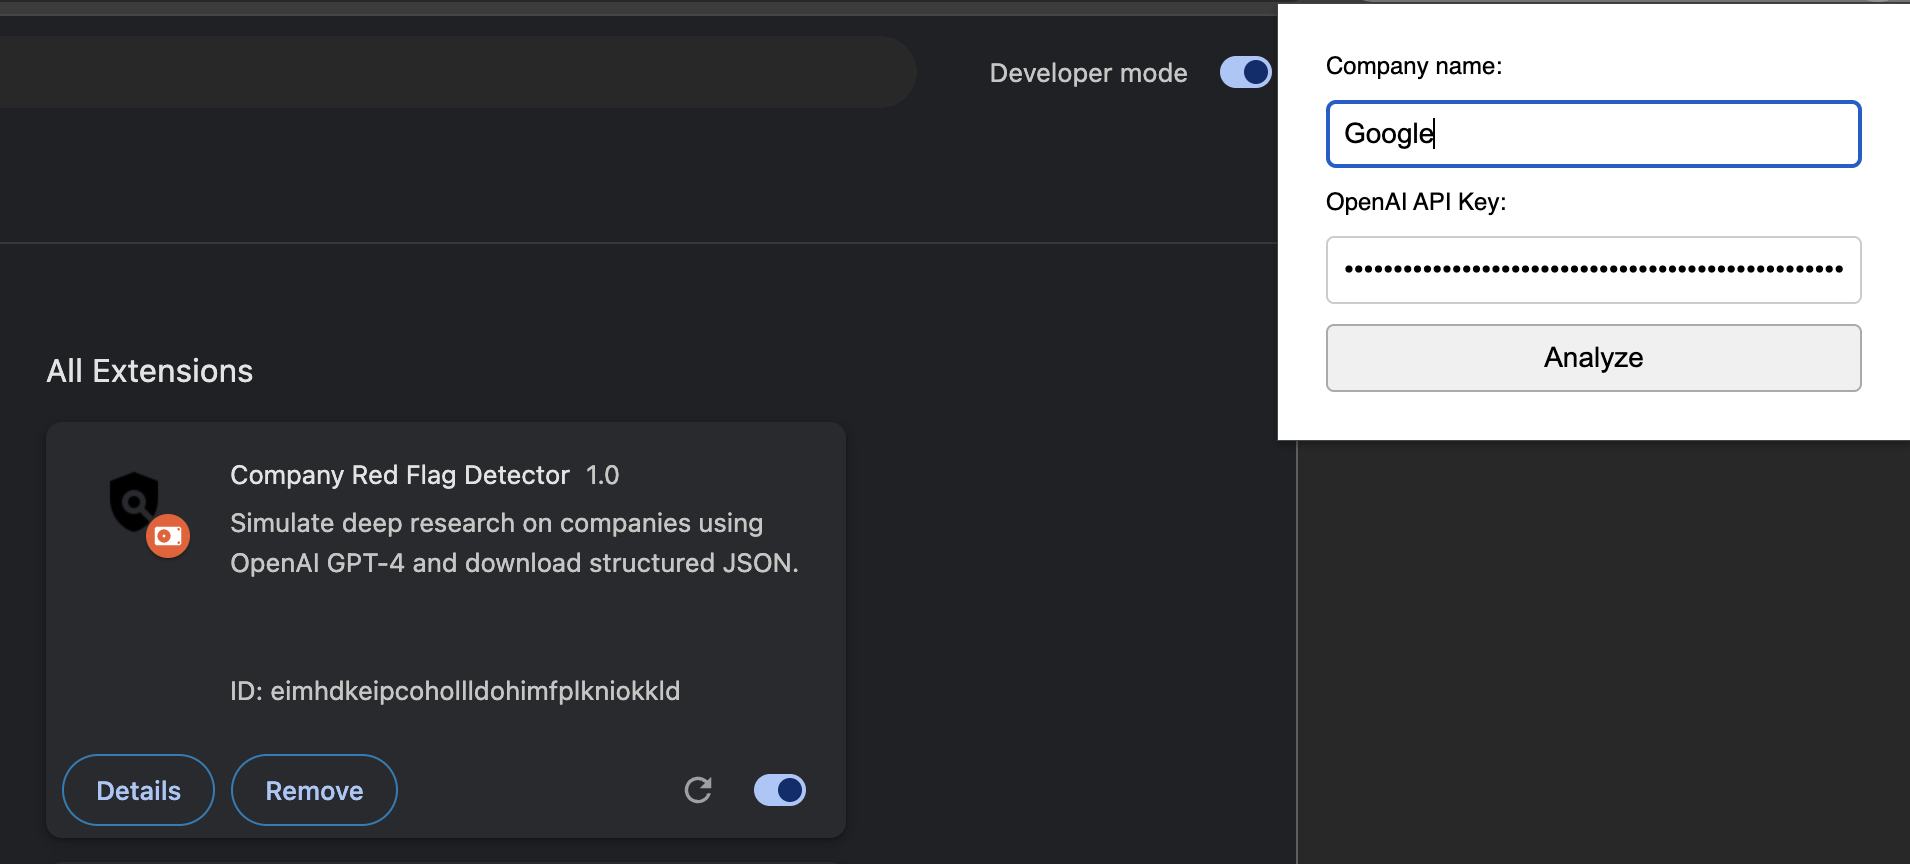 Developer mode
Company name:
Google
OpenAI API Key:
••••••••••••••••••••••••••••••••••••••••••••••••••••
Analyze
All Extensions
Company Red Flag Detector 1.0
Simulate deep research on companies using
OpenAI GPT-4 and download structured JSON.
ID: eimhdkeipcohollldohimfplkniokkld
Details
Remove